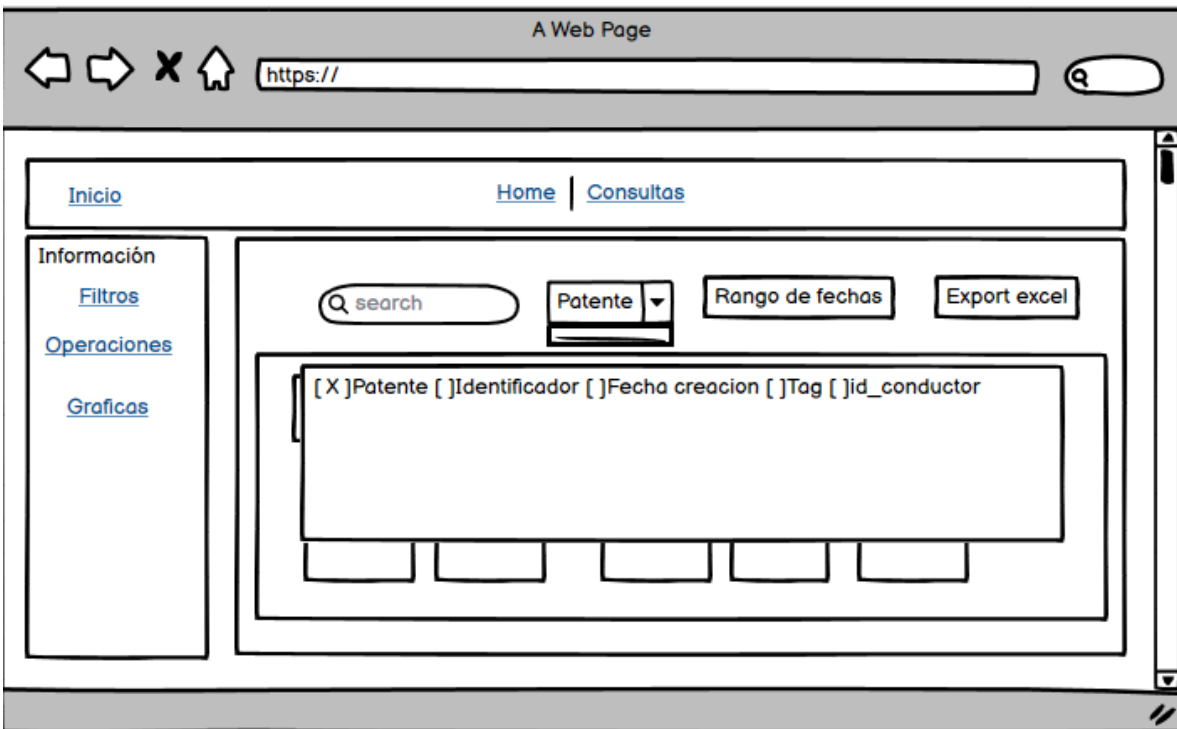 A Web Page
https://
Inicio
Home
Consultas
Información
Filtros
Operaciones
Graficas
search
Patente
Rango de fechas
Export excel
[ X ]Patente [ ]Identificador [ ]Fecha creacion [ ]Tag [ ]id_conductor